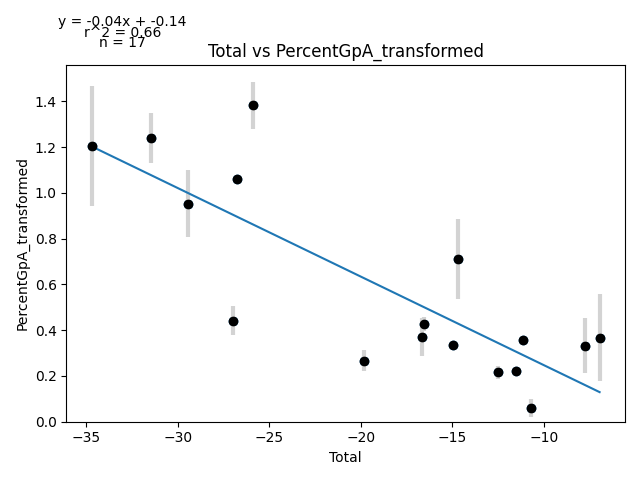 y = -0.04x + -0.14
r^2 = 0.66
n = 17
Total vs PercentGpA_transformed
PercentGpA_transformed
1.4
1.2
1.0
0.8
0.6
0.4
0.2
0.0
−35 −30 −25 −20 −15 −10
Total